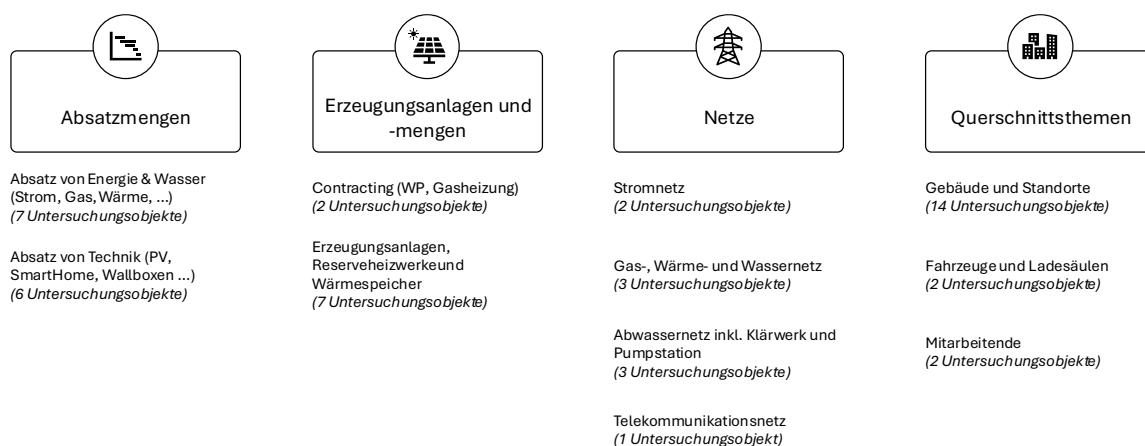 Absatzmengen
Absatz von Energie & Wasser
(Strom, Gas, Wärme, ...)
(7 Untersuchungsobjekte)
Absatz von Technik (PV,
SmartHome, Wallboxen ...)
(6 Untersuchungsobjekte)
Erzeugungsanlagen und
-mengen
Contracting (WP, Gasheizung)
(2 Untersuchungsobjekte)
Erzeugungsanlagen,
Reserveheizwerkeund
Wärmespeicher
(7 Untersuchungsobjekte)
Netze
Stromnetz
(2 Untersuchungsobjekte)
Gas-, Wärme- und Wassernetz
(3 Untersuchungsobjekte)
Abwassernetz inkl. Klärwerk und
Pumpstation
(3 Untersuchungsobjekte)
Telekommunikationsnetz
(1 Untersuchungsobjekt)
Querschnittsthemen
Gebäude und Standorte
(14 Untersuchungsobjekte)
Fahrzeuge und Ladesäulen
(2 Untersuchungsobjekte)
Mitarbeitende
(2 Untersuchungsobjekte)